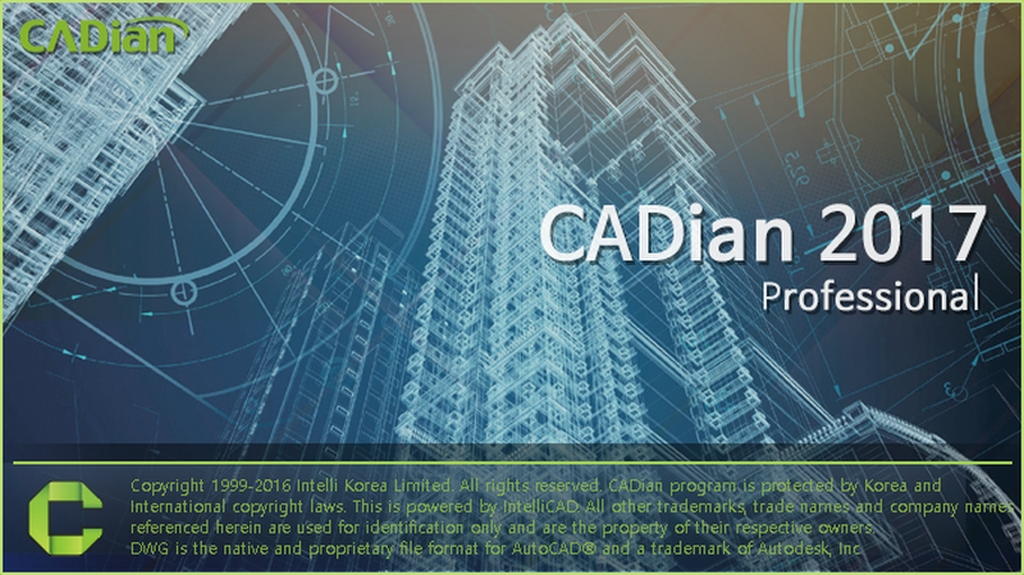 CADian
CADian 2017
Professional
Copyright 1999-2016 Intelli Korea Limited. All rights reserved. CADian program is protected by Korea and
International copyright laws. This is powered by IntelliCAD. All other trademarks, trade names and company names
referenced herein are used for identification only and are the property of their respective owners.
DWG is the native and proprietary file format for AutoCAD® and a trademark of Autodesk, Inc